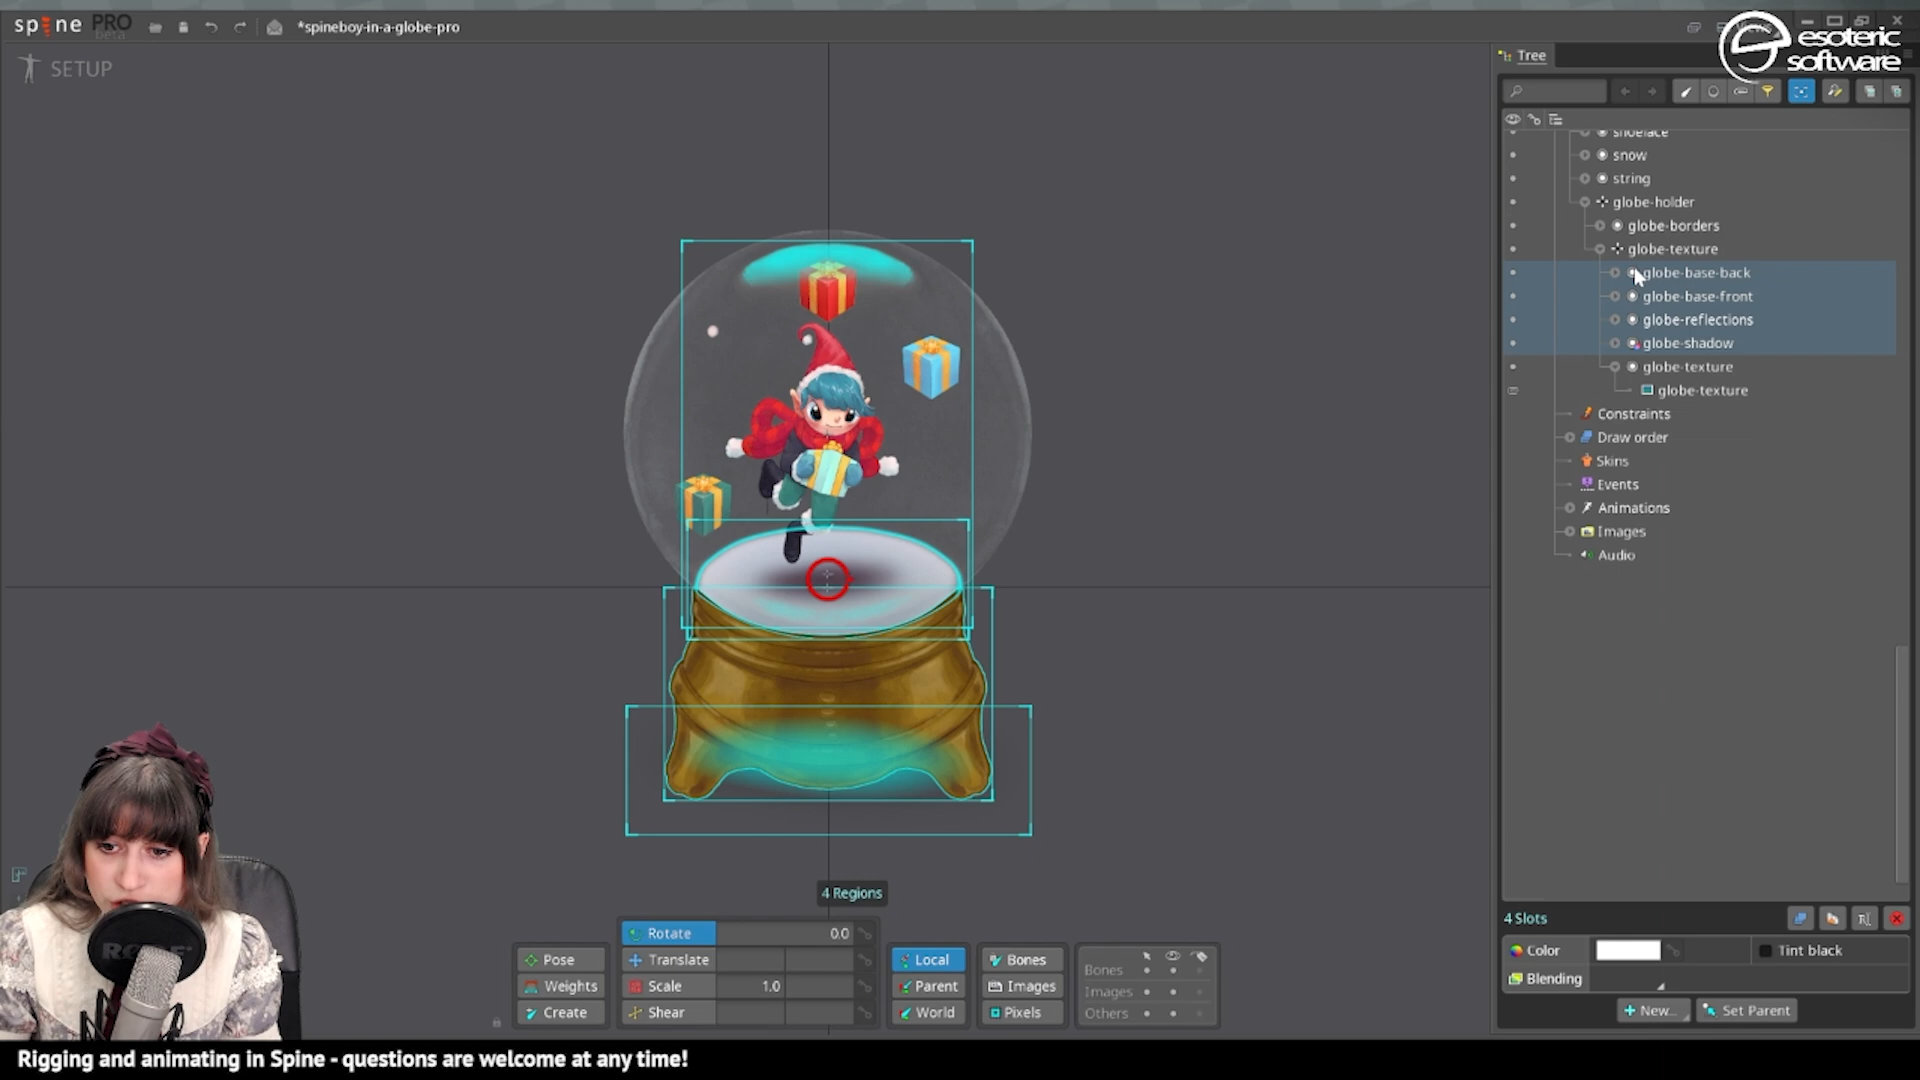 spine PRO
beta
*spineboy-in-a-globe-pro
esoteric
software
SETUP
Tree
shoelace
snow
string
globe-holder
globe-borders
globe-texture
globe-base-back
globe-base-front
globe-reflections
globe-shadow
globe-texture
globe-texture
Constraints
Draw order
Skins
Events
Animations
Images
Audio
4 Regions
4 Slots
Color
Tint black
Blending
New...
Set Parent
Pose
Weights
Create
Rotate 0.0
Translate
Scale 1.0
Shear
Local
Parent
World
Bones
Images
Pixels
Bones
Images
Others
Rigging and animating in Spine - questions are welcome at any time!